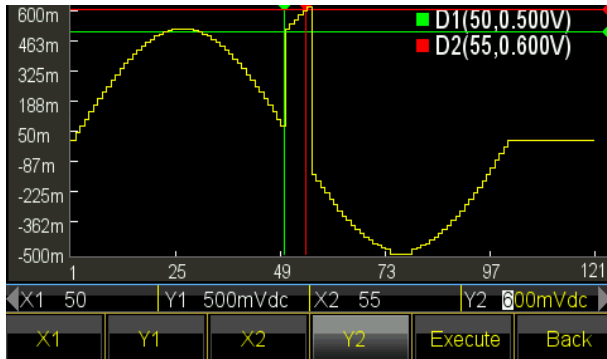 600m
D1(50,0.500V)
463m
D2(55,0.600V)
325m
188m
50m
-87m
-225m
-362m
-500m
1 25 49 73 97 121
X1 50 Y1 500mVdc X2 55 Y2 600mVdc
X1 Y1 X2 Y2 Execute Back